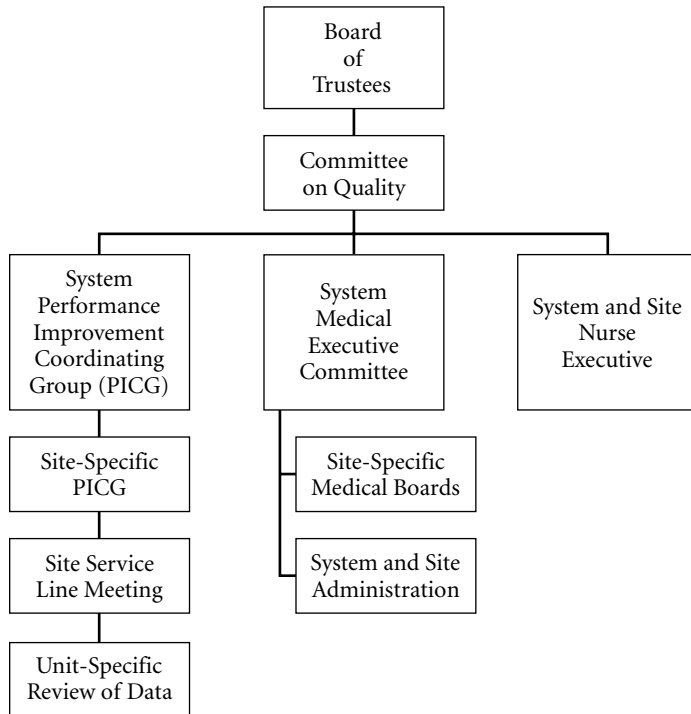 Board
of
Trustees
Committee
on Quality
System
Performance
Improvement
Coordinating
Group (PICG)
System
Medical
Executive
Committee
System and Site
Nurse
Executive
Site-Specific
PICG
Site-Specific
Medical Boards
Site Service
Line Meeting
System and Site
Administration
Unit-Specific
Review of Data